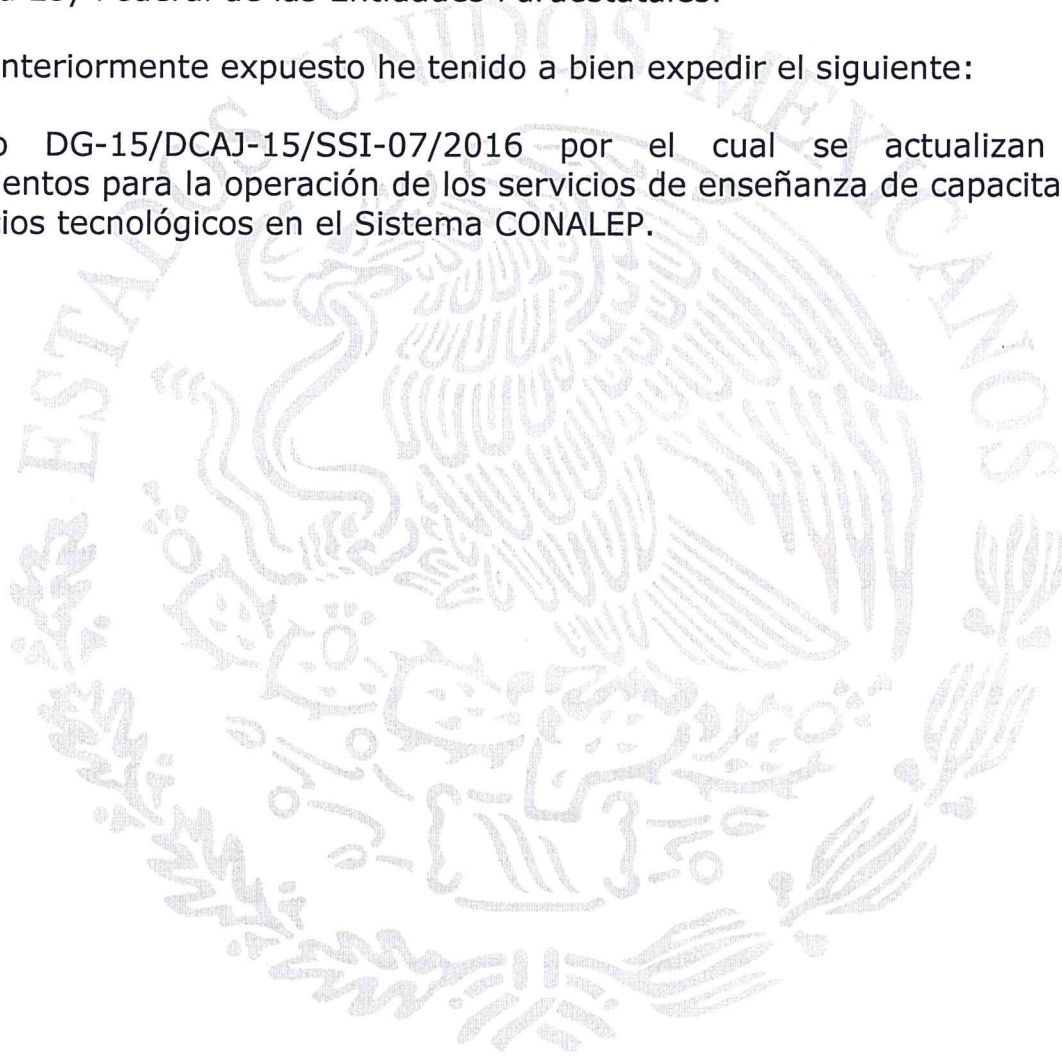 Federal de las Entidades Paraestatales.
nteriormente expuesto he tenido a bien expedir el siguiente:
o DG-15/DCAJ-15/SSI-07/2016 por el cual se actualizan
entos para la operación de los servicios de enseñanza de capacita
ios tecnológicos en el Sistema CONALEP.
ESTADOS UNIDOS MEXICANOS